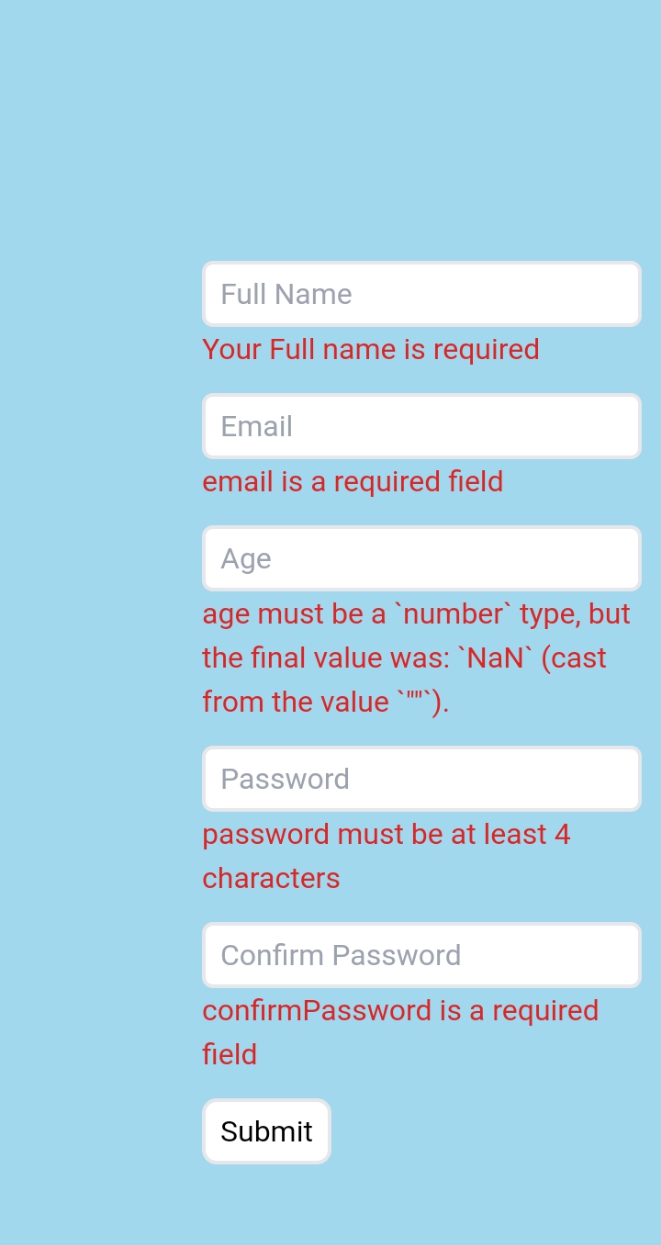 Full Name
Your Full name is required
Email
email is a required field
Age
age must be a `number` type, but
the final value was: `NaN` (cast
from the value `""`).
Password
password must be at least 4
characters
Confirm Password
confirmPassword is a required
field
Submit